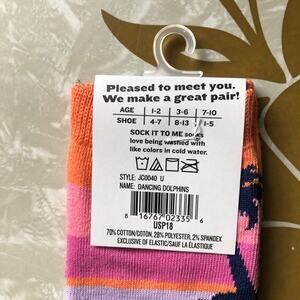 Pleased to meet you.
We make a great pair!
AGE 1-2 3-6 7-10
SHOE 4-7 8-13 1-5
SOCK IT TO ME socks
love being washed with
like colors in cold water.
STYLE: JC0040 U
NAME: DANCING DOLPHINS
8 16767 02335 6
USP18
70% COTTON/COTON, 28% POLYESTER, 2% SPANDEX
EXCLUSIVE OF ELASTIC/SAUF LA ÉLASTIQUE